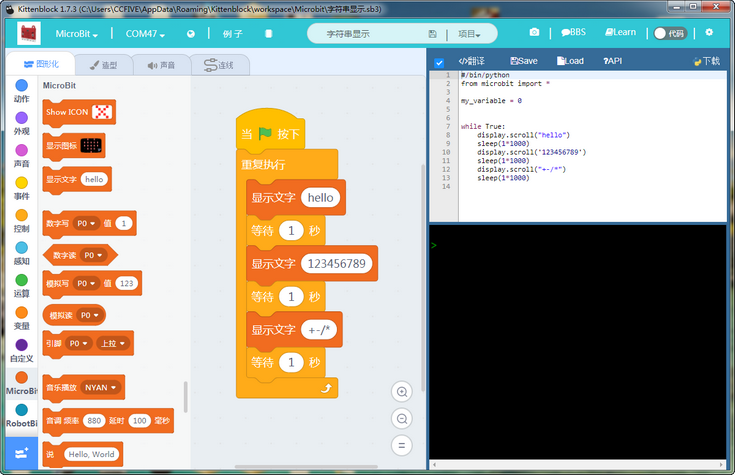 Kittenblock 1.7.3 (C:\Users\CCFIVE\AppData\Roaming\Kittenblock\workspace\Microbit\字符串显示.sb3)
MicroBit COM47 例子 字符串显示 项目 BBS Learn 代码
图形化 造型 声音 连线
翻译 Save Load ?API 下载
动作
外观
声音
事件
控制
感知
运算
变量
自定义
MicroBit
RobotBit
MicroBit
Show ICON
显示图标
显示文字 hello
数字写 P0 值 1
数字读 P0
模拟写 P0 值 123
模拟读 P0
引脚 P0 上拉
音乐播放 NYAN
音调 频率 880 延时 100 毫秒
说 Hello, World
当 按下
重复执行
显示文字 hello
等待 1 秒
显示文字 123456789
等待 1 秒
显示文字 +-/*
等待 1 秒
1 #/bin/python
2 from microbit import *
3
4 my_variable = 0
5
6
7 while True:
8 display.scroll("hello")
9 sleep(1*1000)
10 display.scroll('123456789')
11 sleep(1*1000)
12 display.scroll("+-/*")
13 sleep(1*1000)
14
>